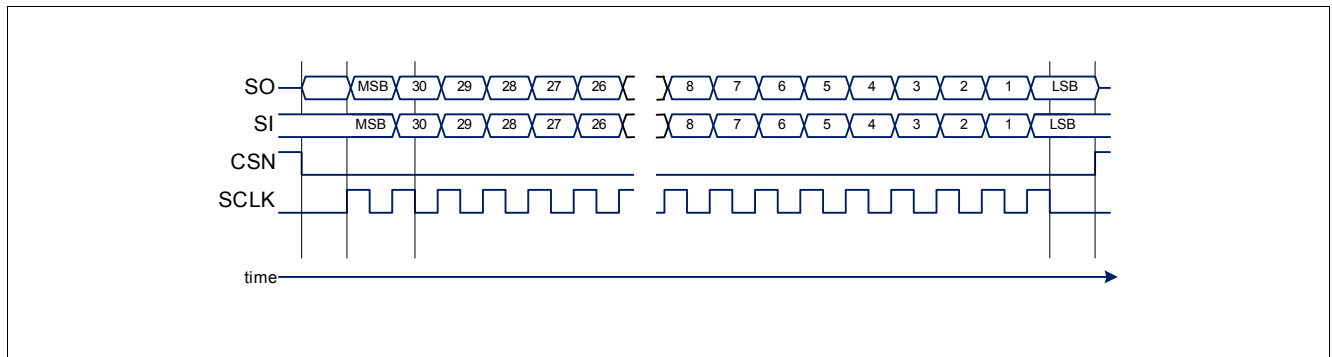 SO MSB 30 29 28 27 26 8 7 6 5 4 3 2 1 LSB
SI MSB 30 29 28 27 26 8 7 6 5 4 3 2 1 LSB
CSN
SCLK
time